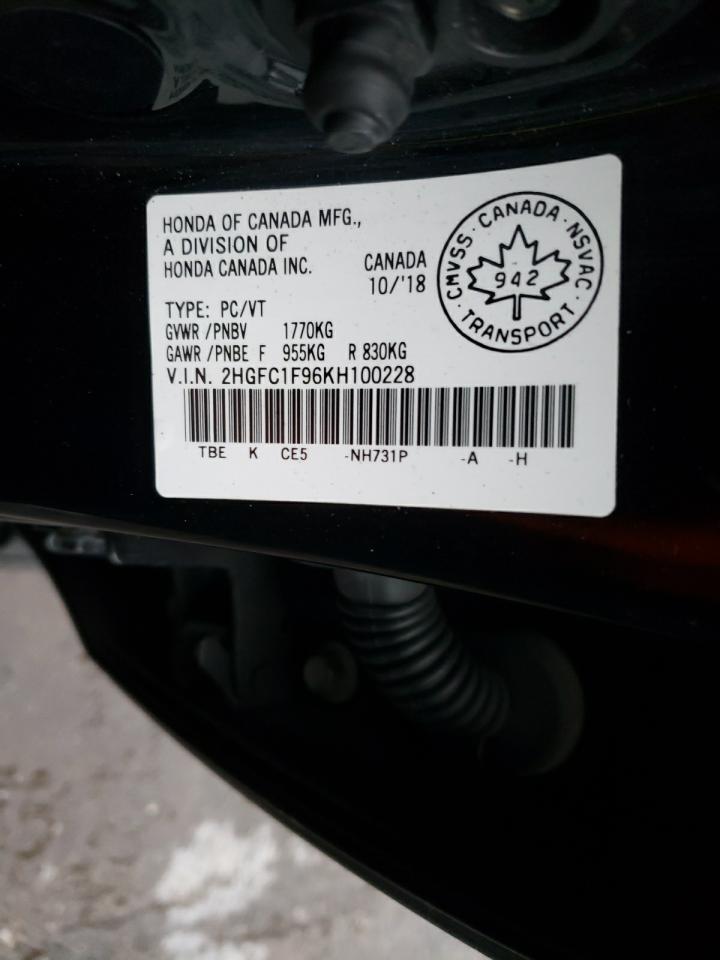 HONDA OF CANADA MFG.,
A DIVISION OF
HONDA CANADA INC.
CANADA
10/'18
TYPE: PC/VT
GVWR /PNBV 1770KG
GAWR /PNBE F 955KG R 830KG
V.I.N. 2HGFC1F96KH100228
TBE K CE5 -NH731P -A -H
CMVSS · CANADA · NSVAC
· TRANSPORT ·
942